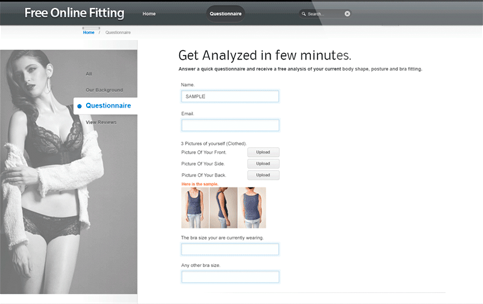 Free Online Fitting
Home
Questionnaire
Search...
Home / Questionnaire
All
Our Background
Questionnaire
View Reviews
Get Analyzed in few minutes.
Answer a quick questionnaire and receive a free analysis of your current body shape, posture and bra fitting.
Name
SAMPLE
Email
3 Pictures of yourself (Clothed).
Picture Of Your Front. Upload
Picture Of Your Side. Upload
Picture Of Your Back. Upload
Here is the sample.
The bra size your are currently wearing.
Any other bra size